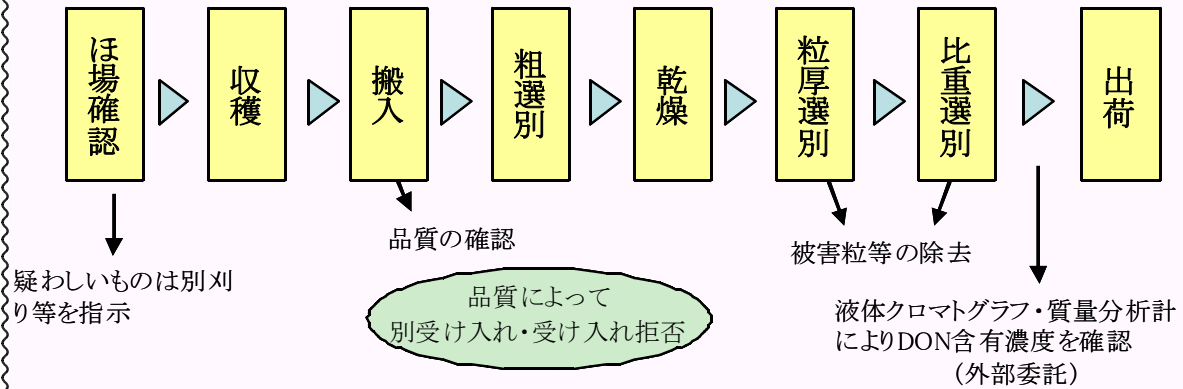 ほ場確認
収穫
搬入
粗選別
乾燥
粒厚選別
比重選別
出荷
疑わしいものは別刈
り等を指示
品質の確認
品質によって
別受け入れ・受け入れ拒否
被害粒等の除去
液体クロマトグラフ・質量分析計
によりDON含有濃度を確認
（外部委託）